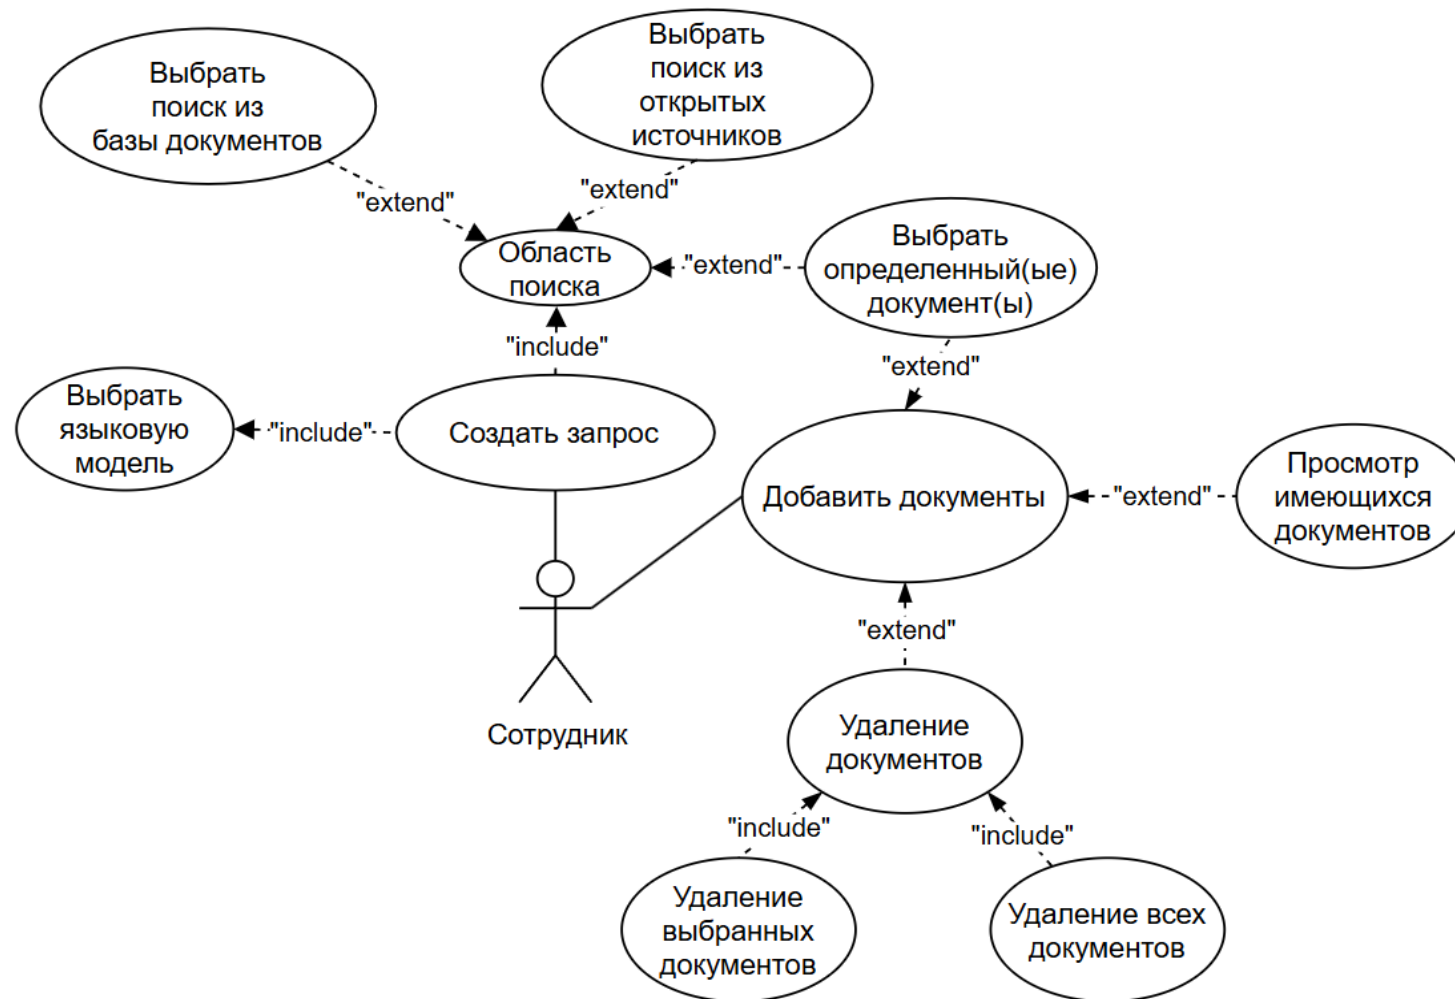 Выбрать
поиск из
базы документов
Выбрать
поиск из
открытых
источников
"extend"
"extend"
Область
поиска
"extend"
Выбрать
определенный(ые)
документ(ы)
"include"
"extend"
Выбрать
языковую
модель
"include"
Создать запрос
Добавить документы
"extend"
Просмотр
имеющихся
документов
"extend"
Сотрудник
Удаление
документов
"include"
"include"
Удаление
выбранных
документов
Удаление всех
документов